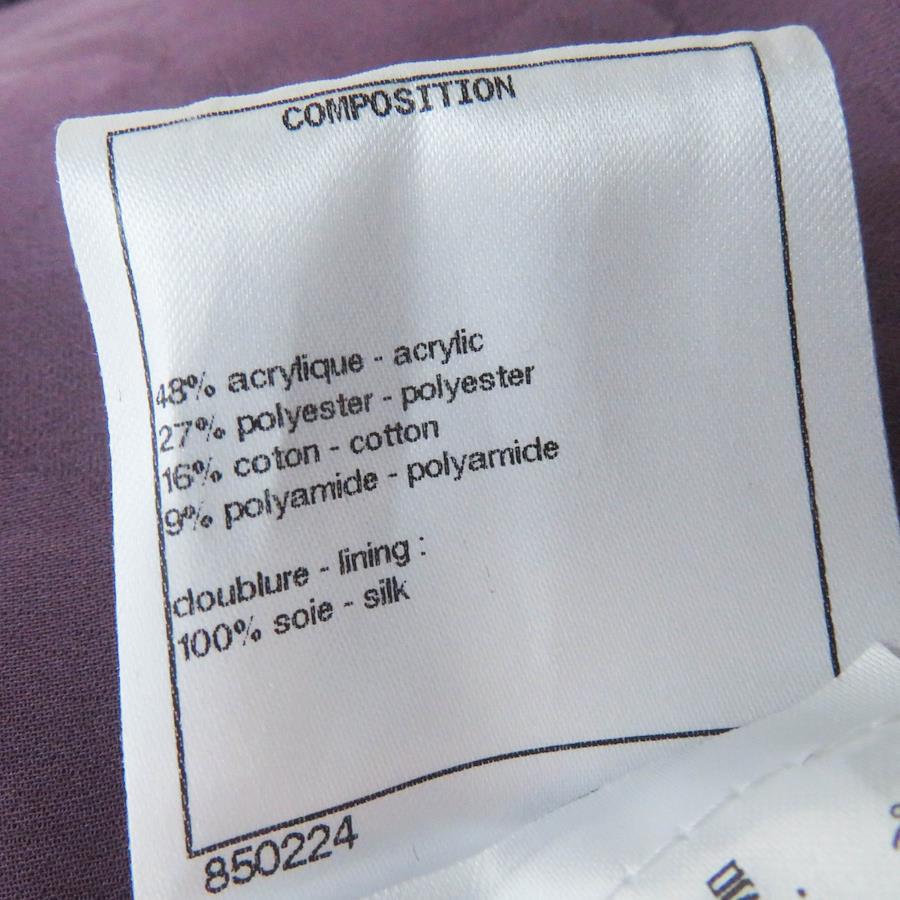 COMPOSITION
48% acrylique - acrylic
27% polyester - polyester
16% coton - cotton
9% polyamide - polyamide
doublure - lining :
100% soie - silk
850224